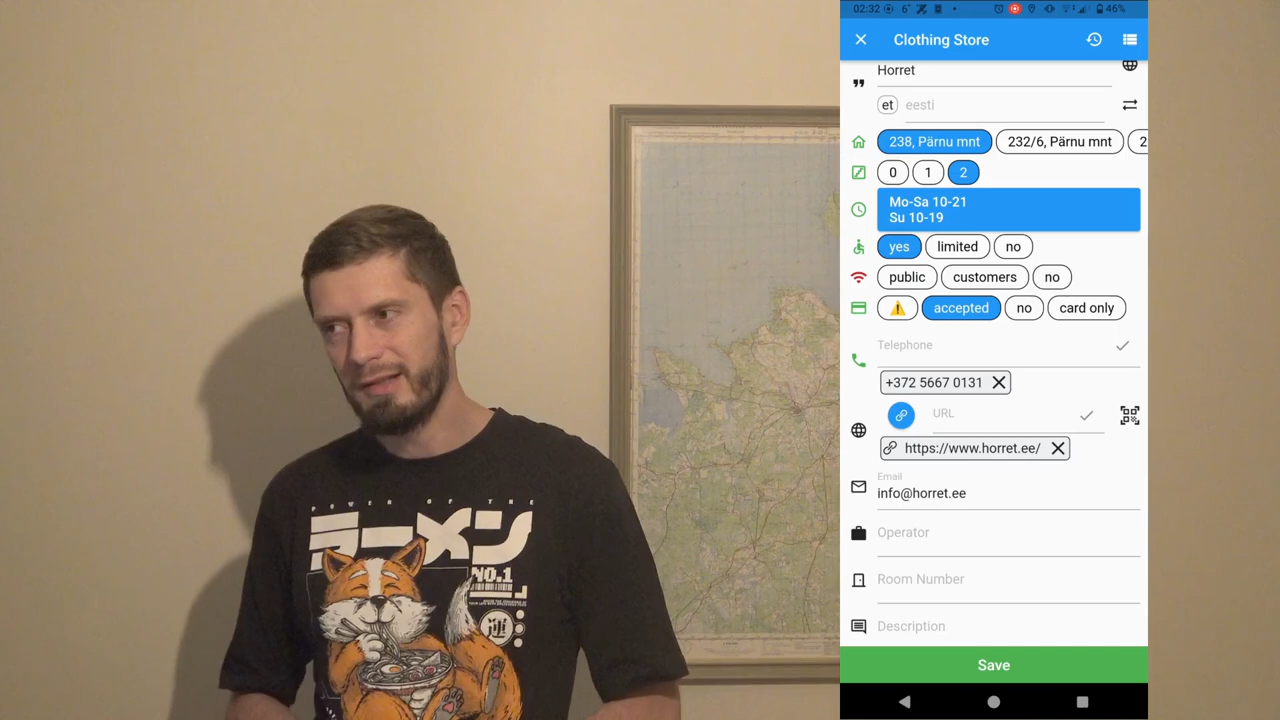 POWER OF THE
ラーメン
NO.1
運
02:32
6°
46%
Clothing Store
Horret
et eesti
238, Pärnu mnt
232/6, Pärnu mnt
2
0 1 2
Mo-Sa 10-21
Su 10-19
yes limited no
public customers no
accepted no card only
Telephone
+372 5667 0131
URL
https://www.horret.ee/
Email
info@horret.ee
Operator
Room Number
Description
Save